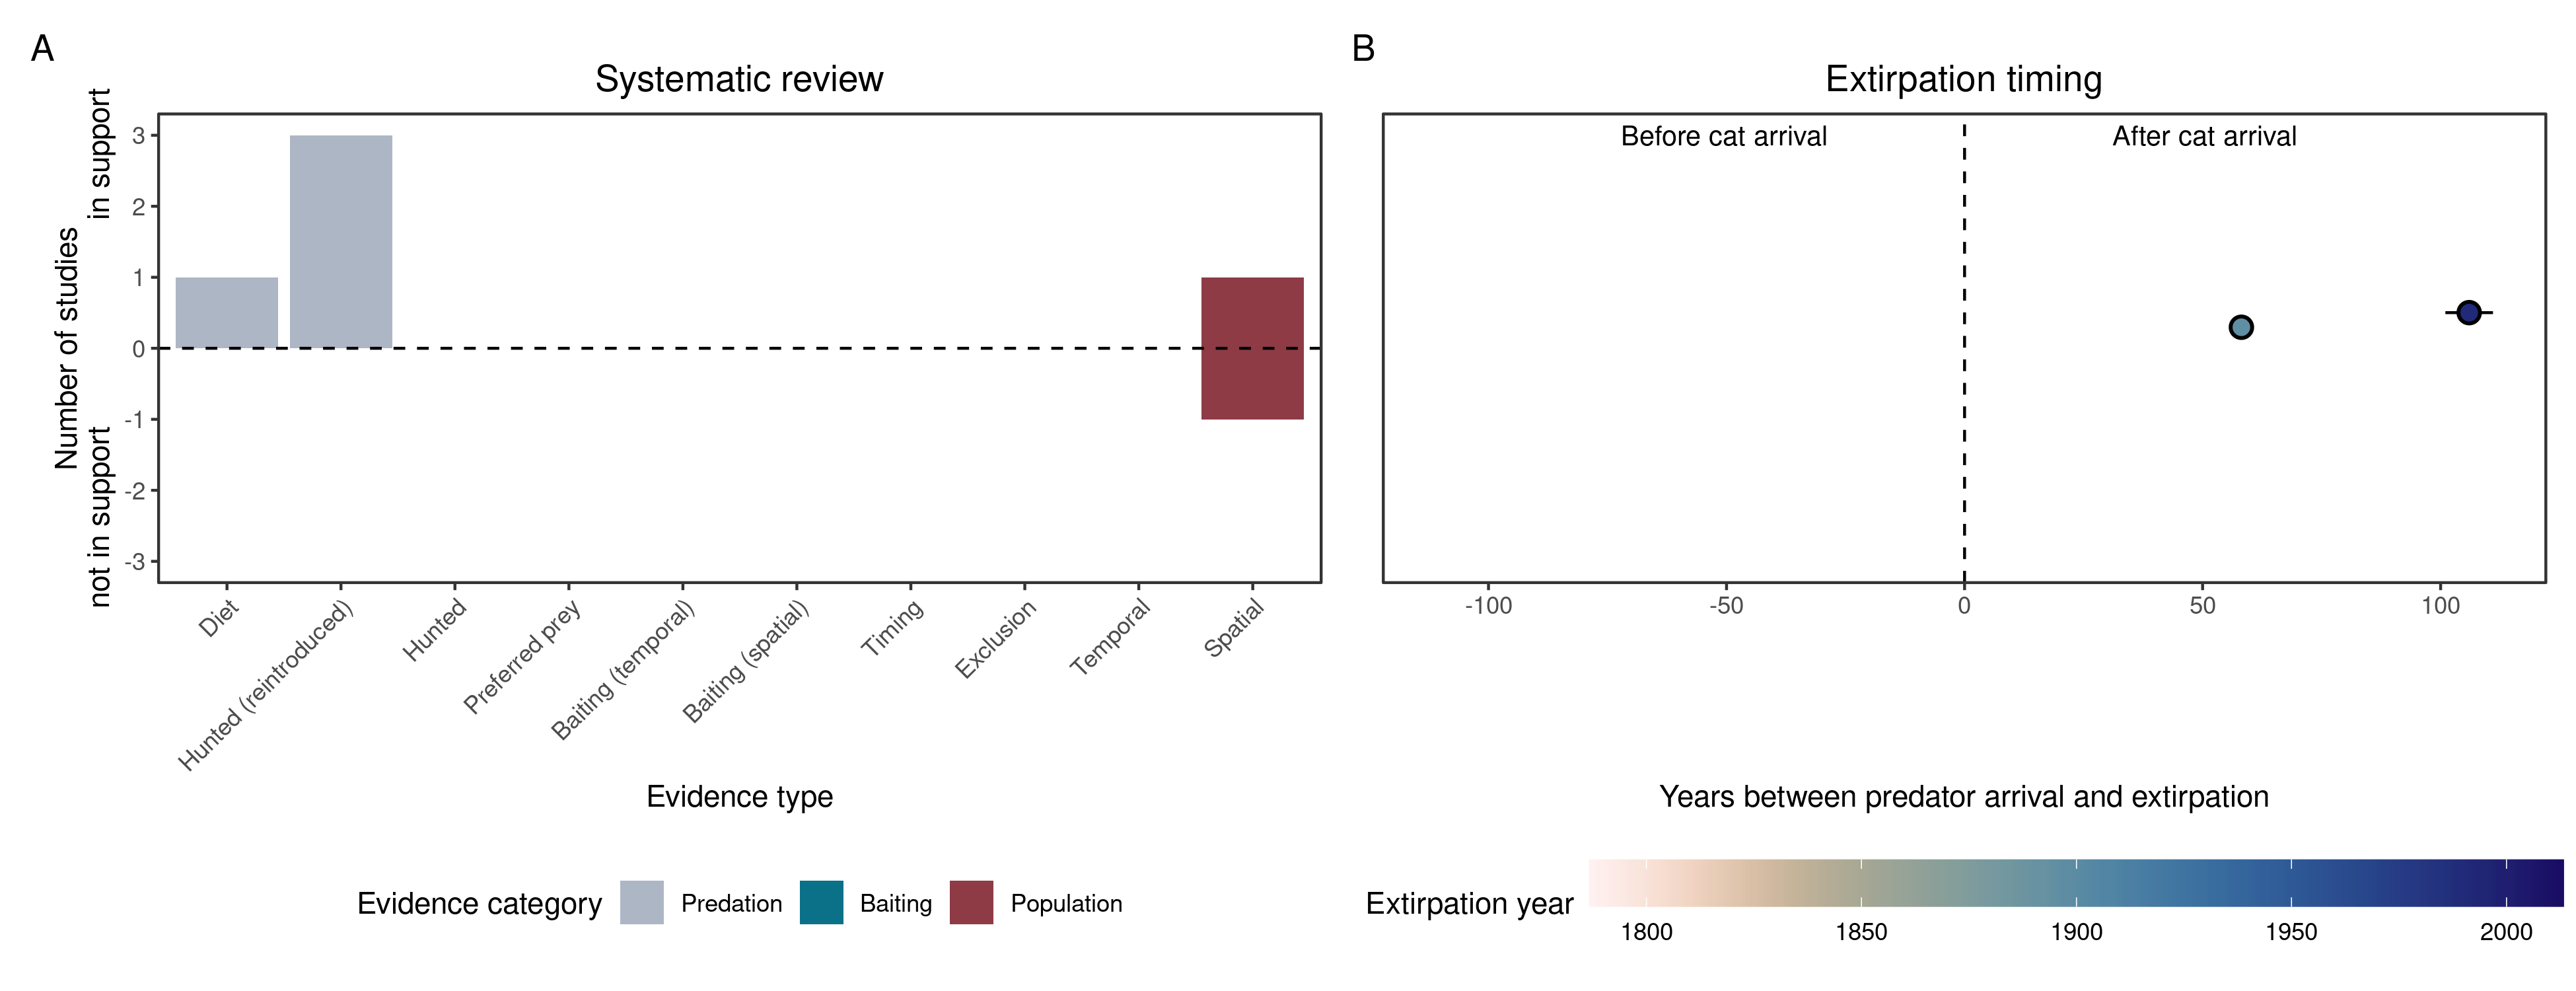 A
Systematic review
Number of studies
not in support
in support
3
2
1
0
-1
-2
-3
Diet
Hunted (reintroduced)
Hunted
Preferred prey
Baiting (temporal)
Baiting (spatial)
Timing
Exclusion
Temporal
Spatial
Evidence type
Evidence category
Predation
Baiting
Population
B
Extirpation timing
Before cat arrival
After cat arrival
-100
-50
0
50
100
Years between predator arrival and extirpation
Extirpation year
1800
1850
1900
1950
2000